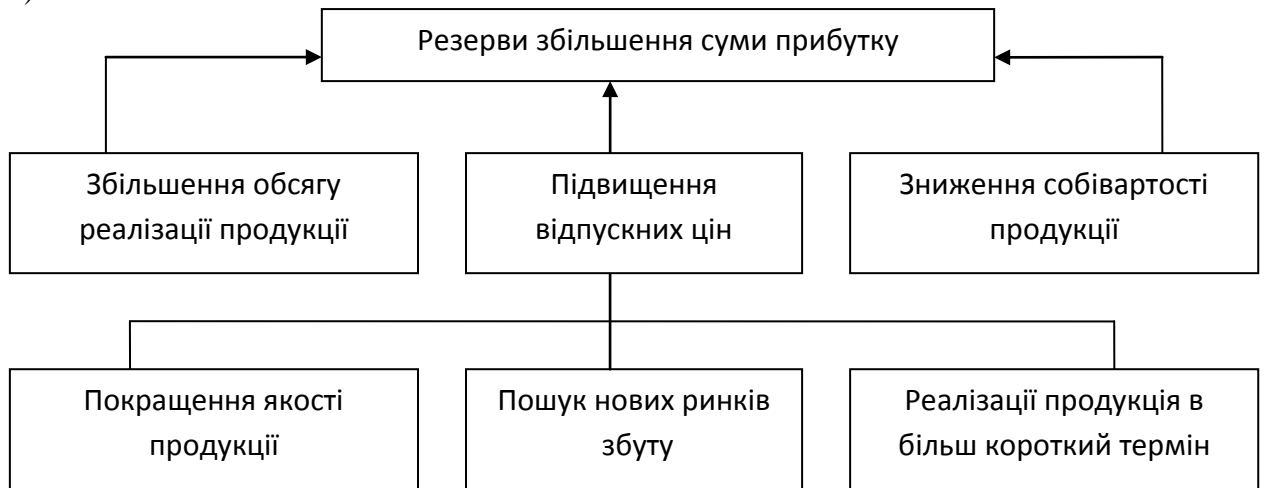 Резерви збільшення суми прибутку
Збільшення обсягу
реалізації продукції
Підвищення
відпускних цін
Зниження собівартості
продукції
Покращення якості
продукції
Пошук нових ринків
збуту
Реалізації продукція в
більш короткий термін